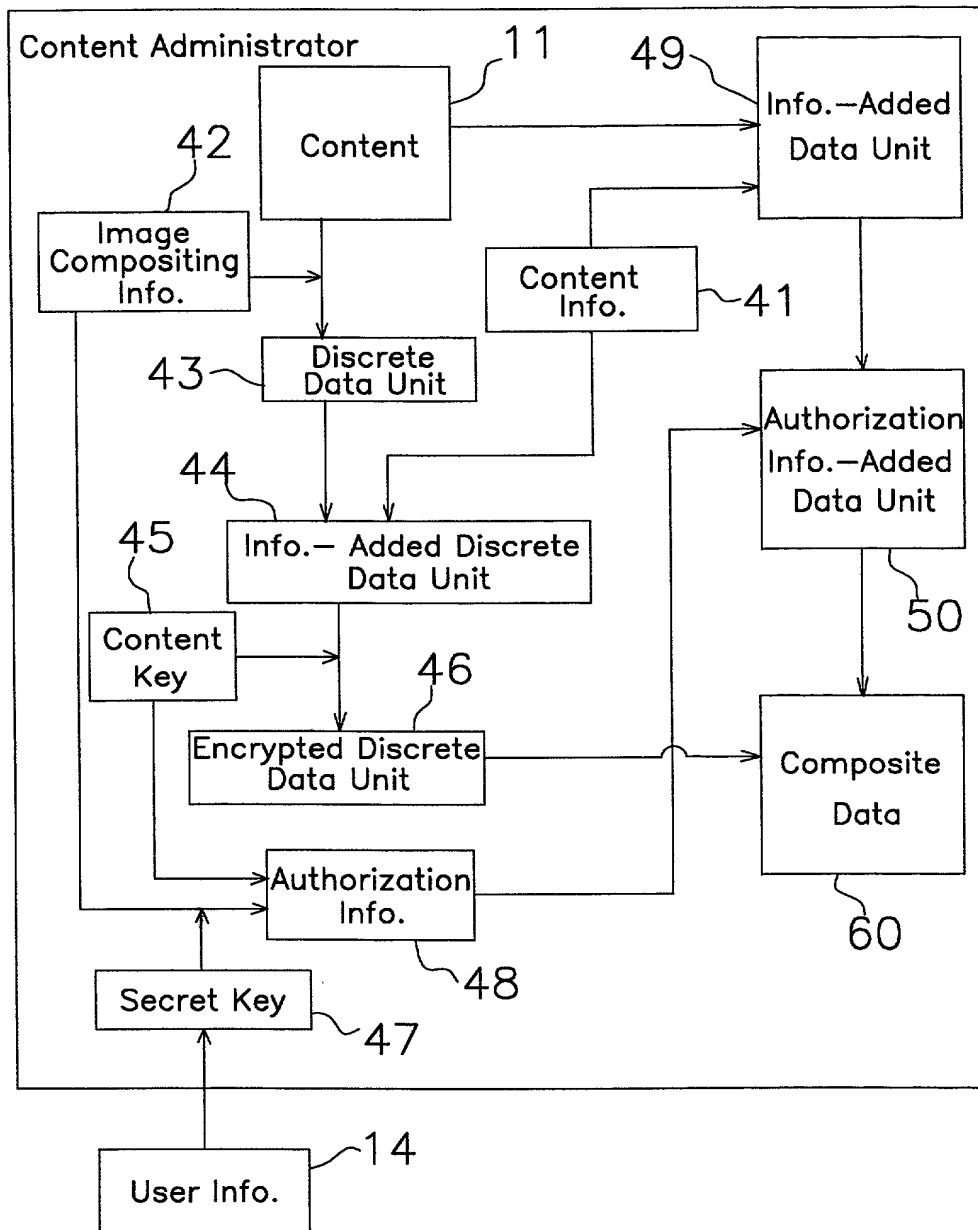 Content Administrator
11
Content
49
Info.-Added
Data Unit
42
Image
Compositing
Info.
Content
Info.
41
43
Discrete
Data Unit
Authorization
Info.-Added
Data Unit
50
44
Info.- Added Discrete
Data Unit
45
Content
Key
46
Encrypted Discrete
Data Unit
Composite
Data
60
Authorization
Info.
48
Secret Key
47
14
User Info.